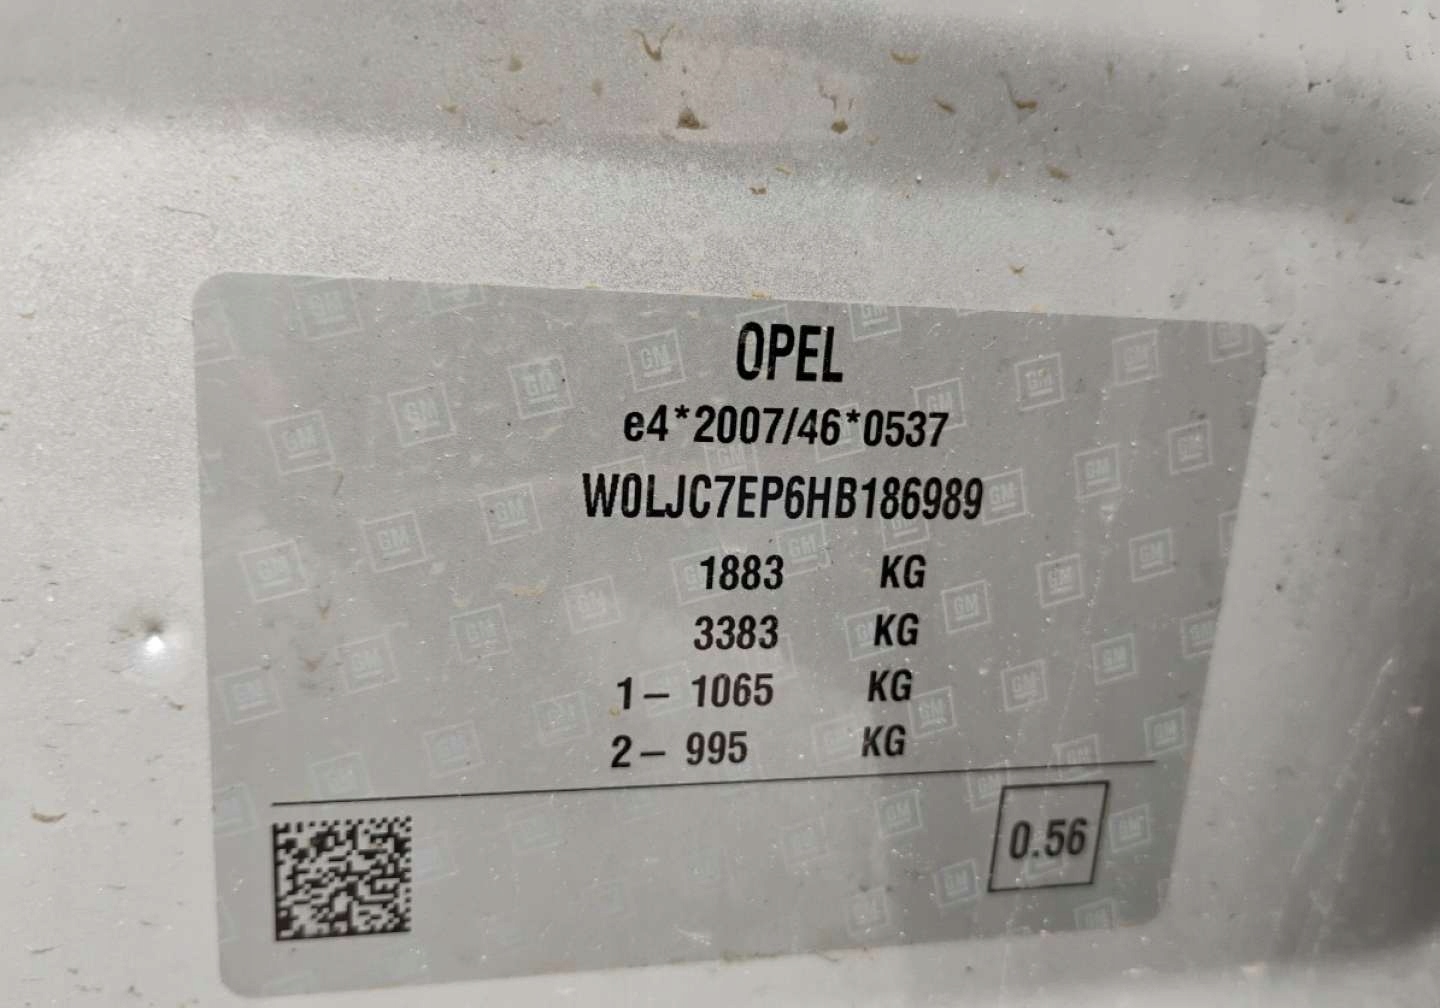 OPEL
e4*2007/46*0537
W0LJC7EP6HB186989
1883 KG
3383 KG
1– 1065 KG
2– 995 KG
0.56